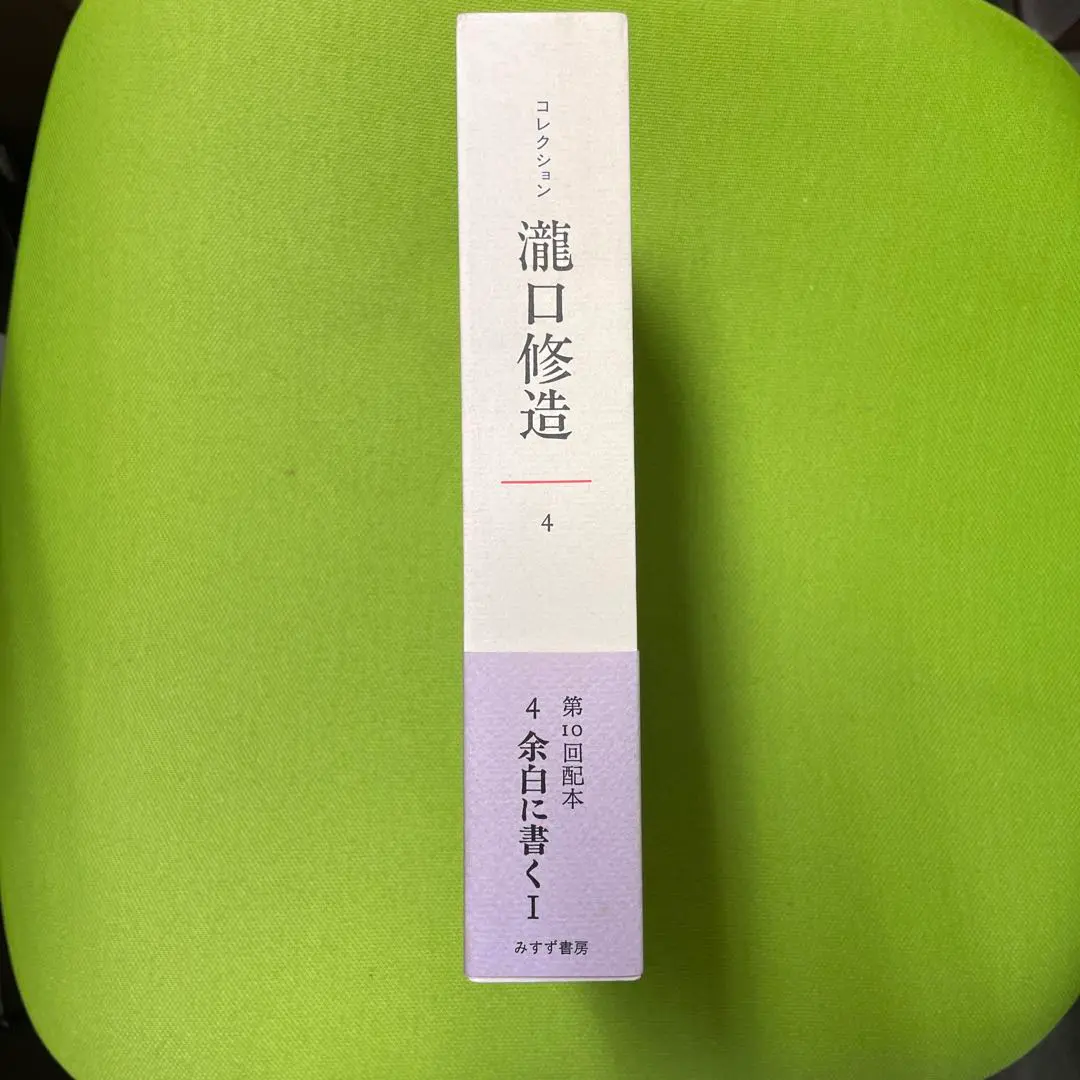 コレクション
瀧口修造
4
第10回配本
4 余白に書くI
みすず書房